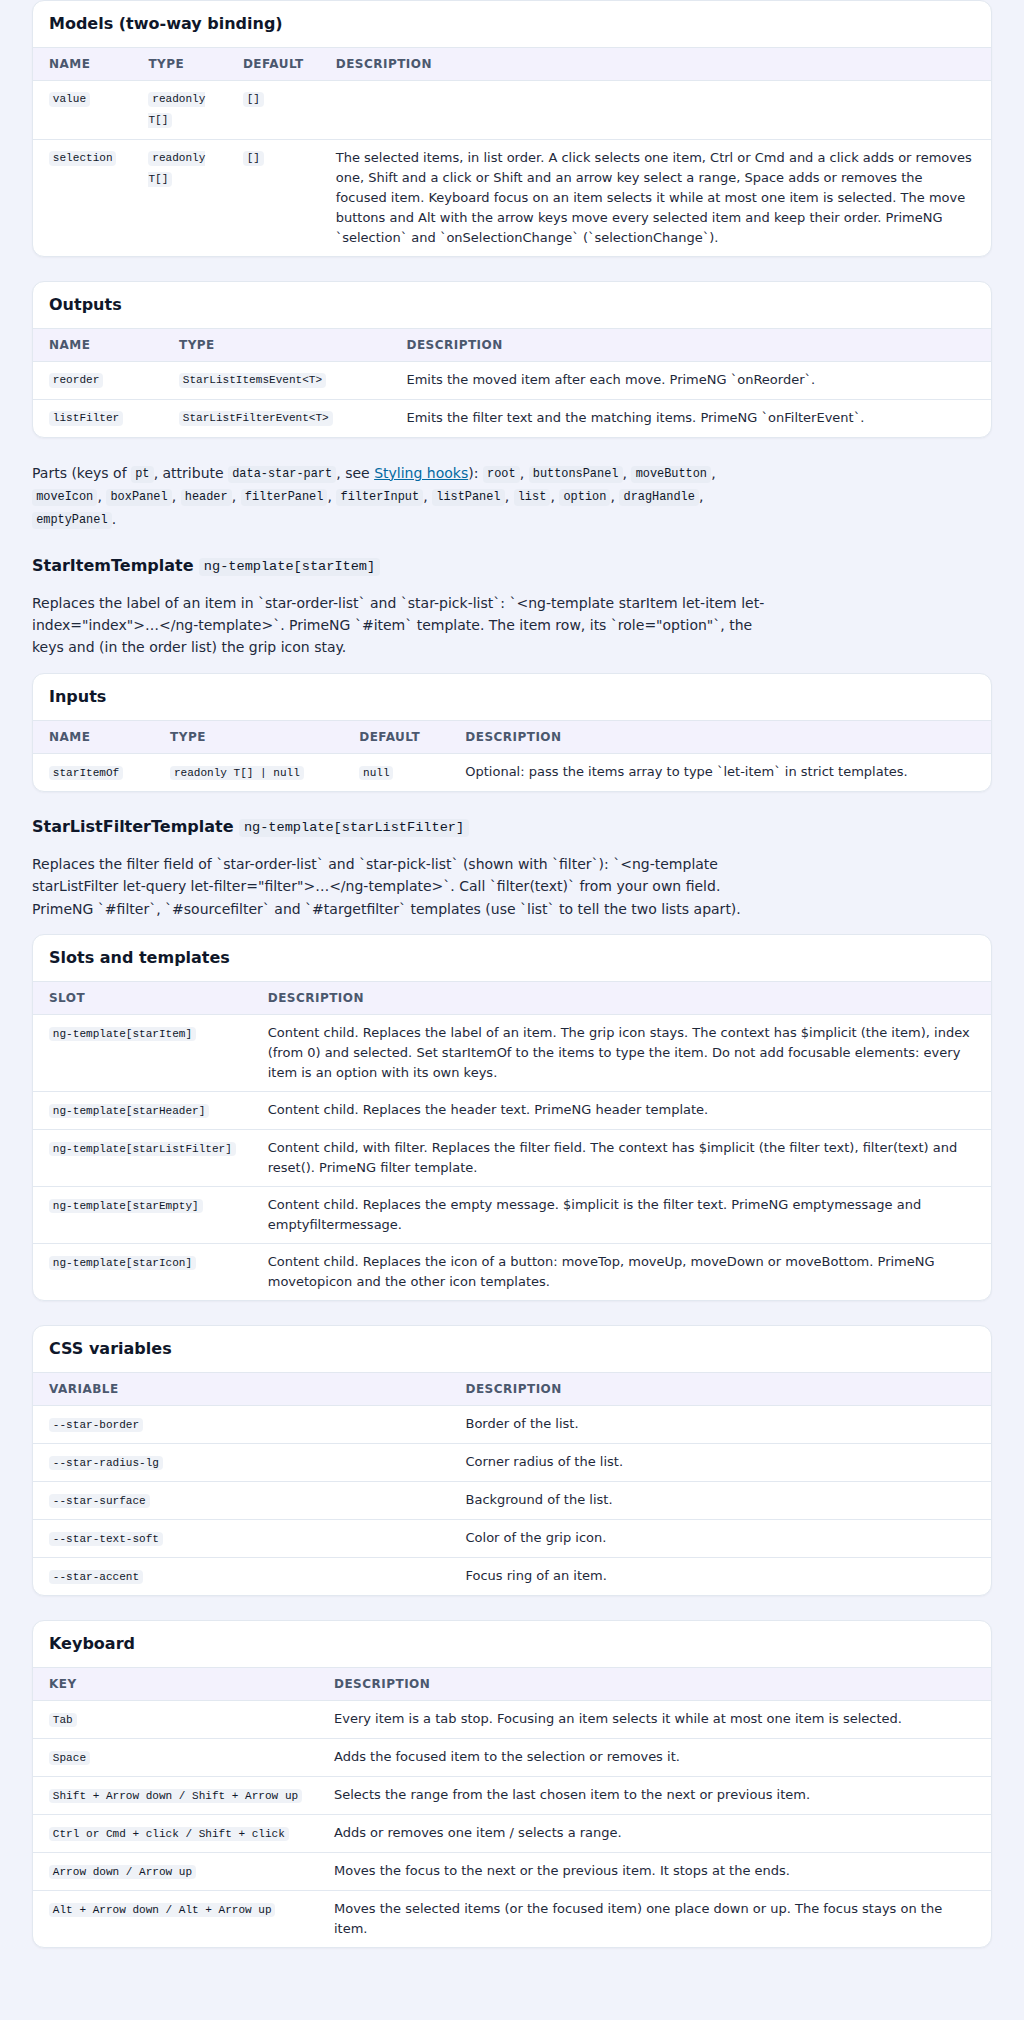 Models (two-way binding)
NAME TYPE DEFAULT DESCRIPTION
value readonly T[] []
selection readonly T[] [] The selected items, in list order. A click selects one item, Ctrl or Cmd and a click adds or removes
one, Shift and a click or Shift and an arrow key select a range, Space adds or removes the
focused item. Keyboard focus on an item selects it while at most one item is selected. The move
buttons and Alt with the arrow keys move every selected item and keep their order. PrimeNG
`selection` and `onSelectionChange` (`selectionChange`).
Outputs
NAME TYPE DESCRIPTION
reorder StarListItemsEvent<T> Emits the moved item after each move. PrimeNG `onReorder`.
listFilter StarListFilterEvent<T> Emits the filter text and the matching items. PrimeNG `onFilterEvent`.
Parts (keys of pt, attribute data-star-part, see Styling hooks): root, buttonsPanel, moveButton,
moveIcon, boxPanel, header, filterPanel, filterInput, listPanel, list, option, dragHandle,
emptyPanel.
StarItemTemplate ng-template[starItem]
Replaces the label of an item in `star-order-list` and `star-pick-list`: `<ng-template starItem let-item let-
index="index">…</ng-template>`. PrimeNG `#item` template. The item row, its `role="option"`, the
keys and (in the order list) the grip icon stay.
Inputs
NAME TYPE DEFAULT DESCRIPTION
starItemOf readonly T[] | null null Optional: pass the items array to type `let-item` in strict templates.
StarListFilterTemplate ng-template[starListFilter]
Replaces the filter field of `star-order-list` and `star-pick-list` (shown with `filter`): `<ng-template
starListFilter let-query let-filter="filter">…</ng-template>`. Call `filter(text)` from your own field.
PrimeNG `#filter`, `#sourcefilter` and `#targetfilter` templates (use `list` to tell the two lists apart).
Slots and templates
SLOT DESCRIPTION
ng-template[starItem] Content child. Replaces the label of an item. The grip icon stays. The context has $implicit (the item), index
(from 0) and selected. Set starItemOf to the items to type the item. Do not add focusable elements: every
item is an option with its own keys.
ng-template[starHeader] Content child. Replaces the header text. PrimeNG header template.
ng-template[starListFilter] Content child, with filter. Replaces the filter field. The context has $implicit (the filter text), filter(text) and
reset(). PrimeNG filter template.
ng-template[starEmpty] Content child. Replaces the empty message. $implicit is the filter text. PrimeNG emptymessage and
emptyfiltermessage.
ng-template[starIcon] Content child. Replaces the icon of a button: moveTop, moveUp, moveDown or moveBottom. PrimeNG
movetopicon and the other icon templates.
CSS variables
VARIABLE DESCRIPTION
--star-border Border of the list.
--star-radius-lg Corner radius of the list.
--star-surface Background of the list.
--star-text-soft Color of the grip icon.
--star-accent Focus ring of an item.
Keyboard
KEY DESCRIPTION
Tab Every item is a tab stop. Focusing an item selects it while at most one item is selected.
Space Adds the focused item to the selection or removes it.
Shift + Arrow down / Shift + Arrow up Selects the range from the last chosen item to the next or previous item.
Ctrl or Cmd + click / Shift + click Adds or removes one item / selects a range.
Arrow down / Arrow up Moves the focus to the next or the previous item. It stops at the ends.
Alt + Arrow down / Alt + Arrow up Moves the selected items (or the focused item) one place down or up. The focus stays on the
item.